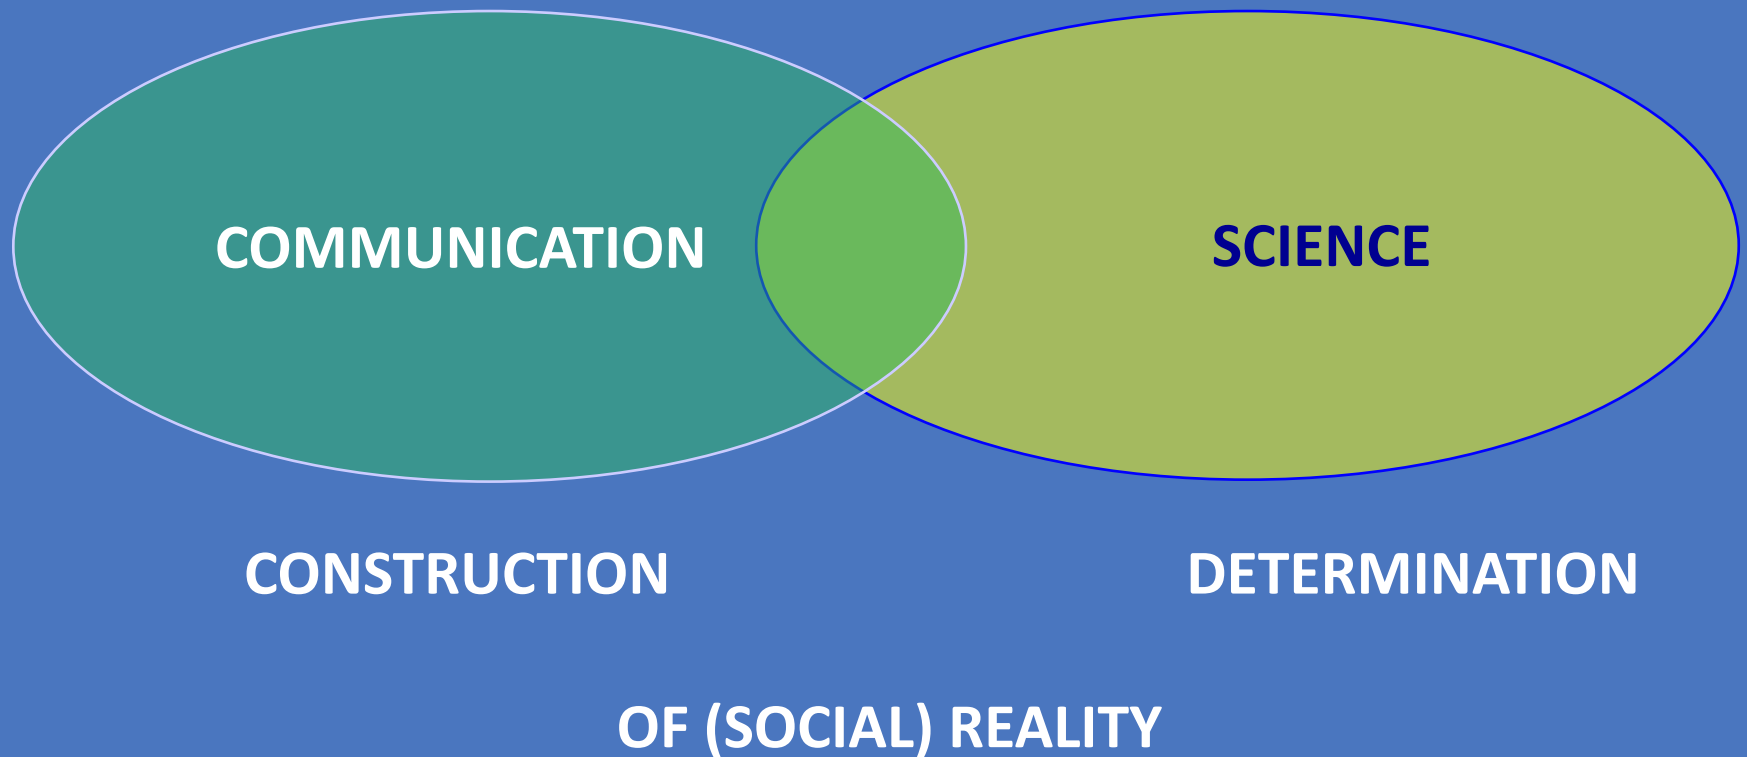 COMMUNICATION SCIENCE
CONSTRUCTION DETERMINATION
OF (SOCIAL) REALITY